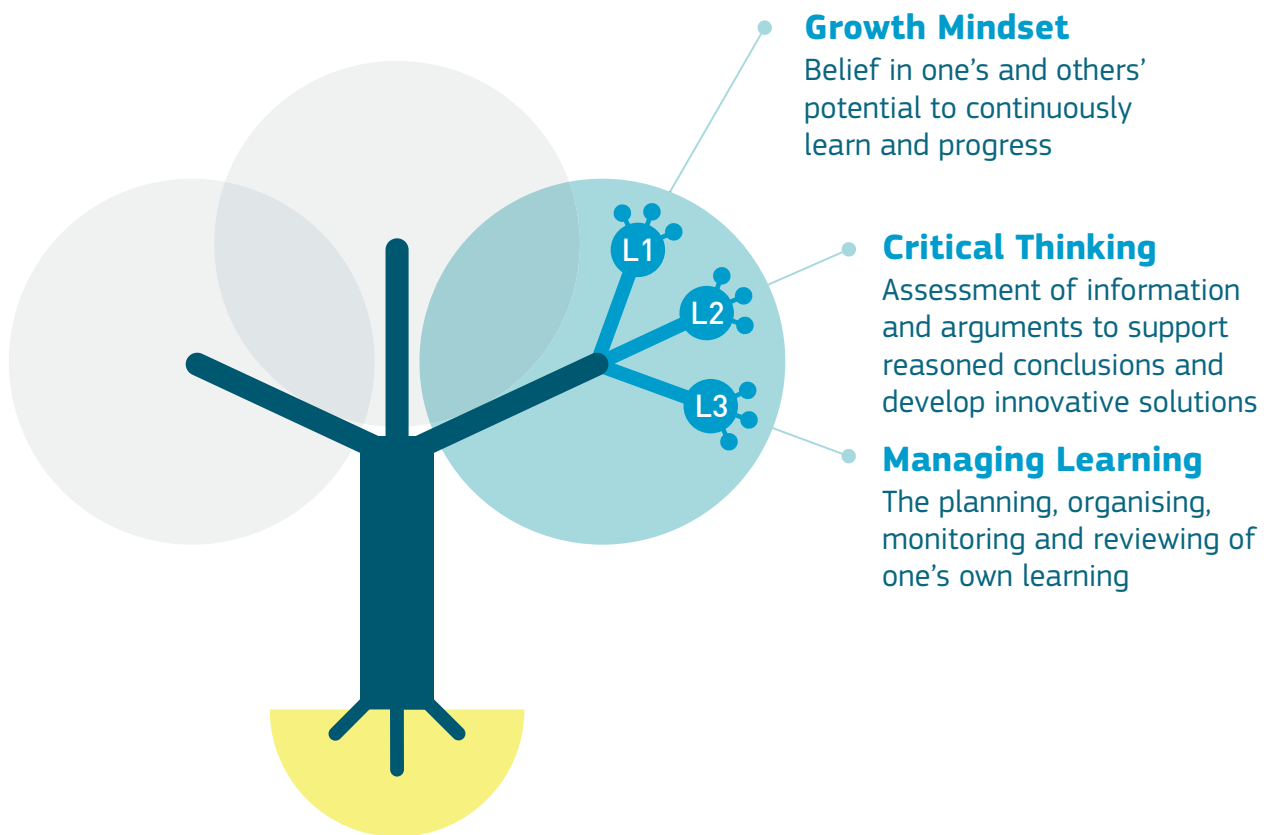 Growth Mindset
Belief in one’s and others’
potential to continuously
learn and progress
L1
L2
L3
Critical Thinking
Assessment of information
and arguments to support
reasoned conclusions and
develop innovative solutions
Managing Learning
The planning, organising,
monitoring and reviewing of
one’s own learning